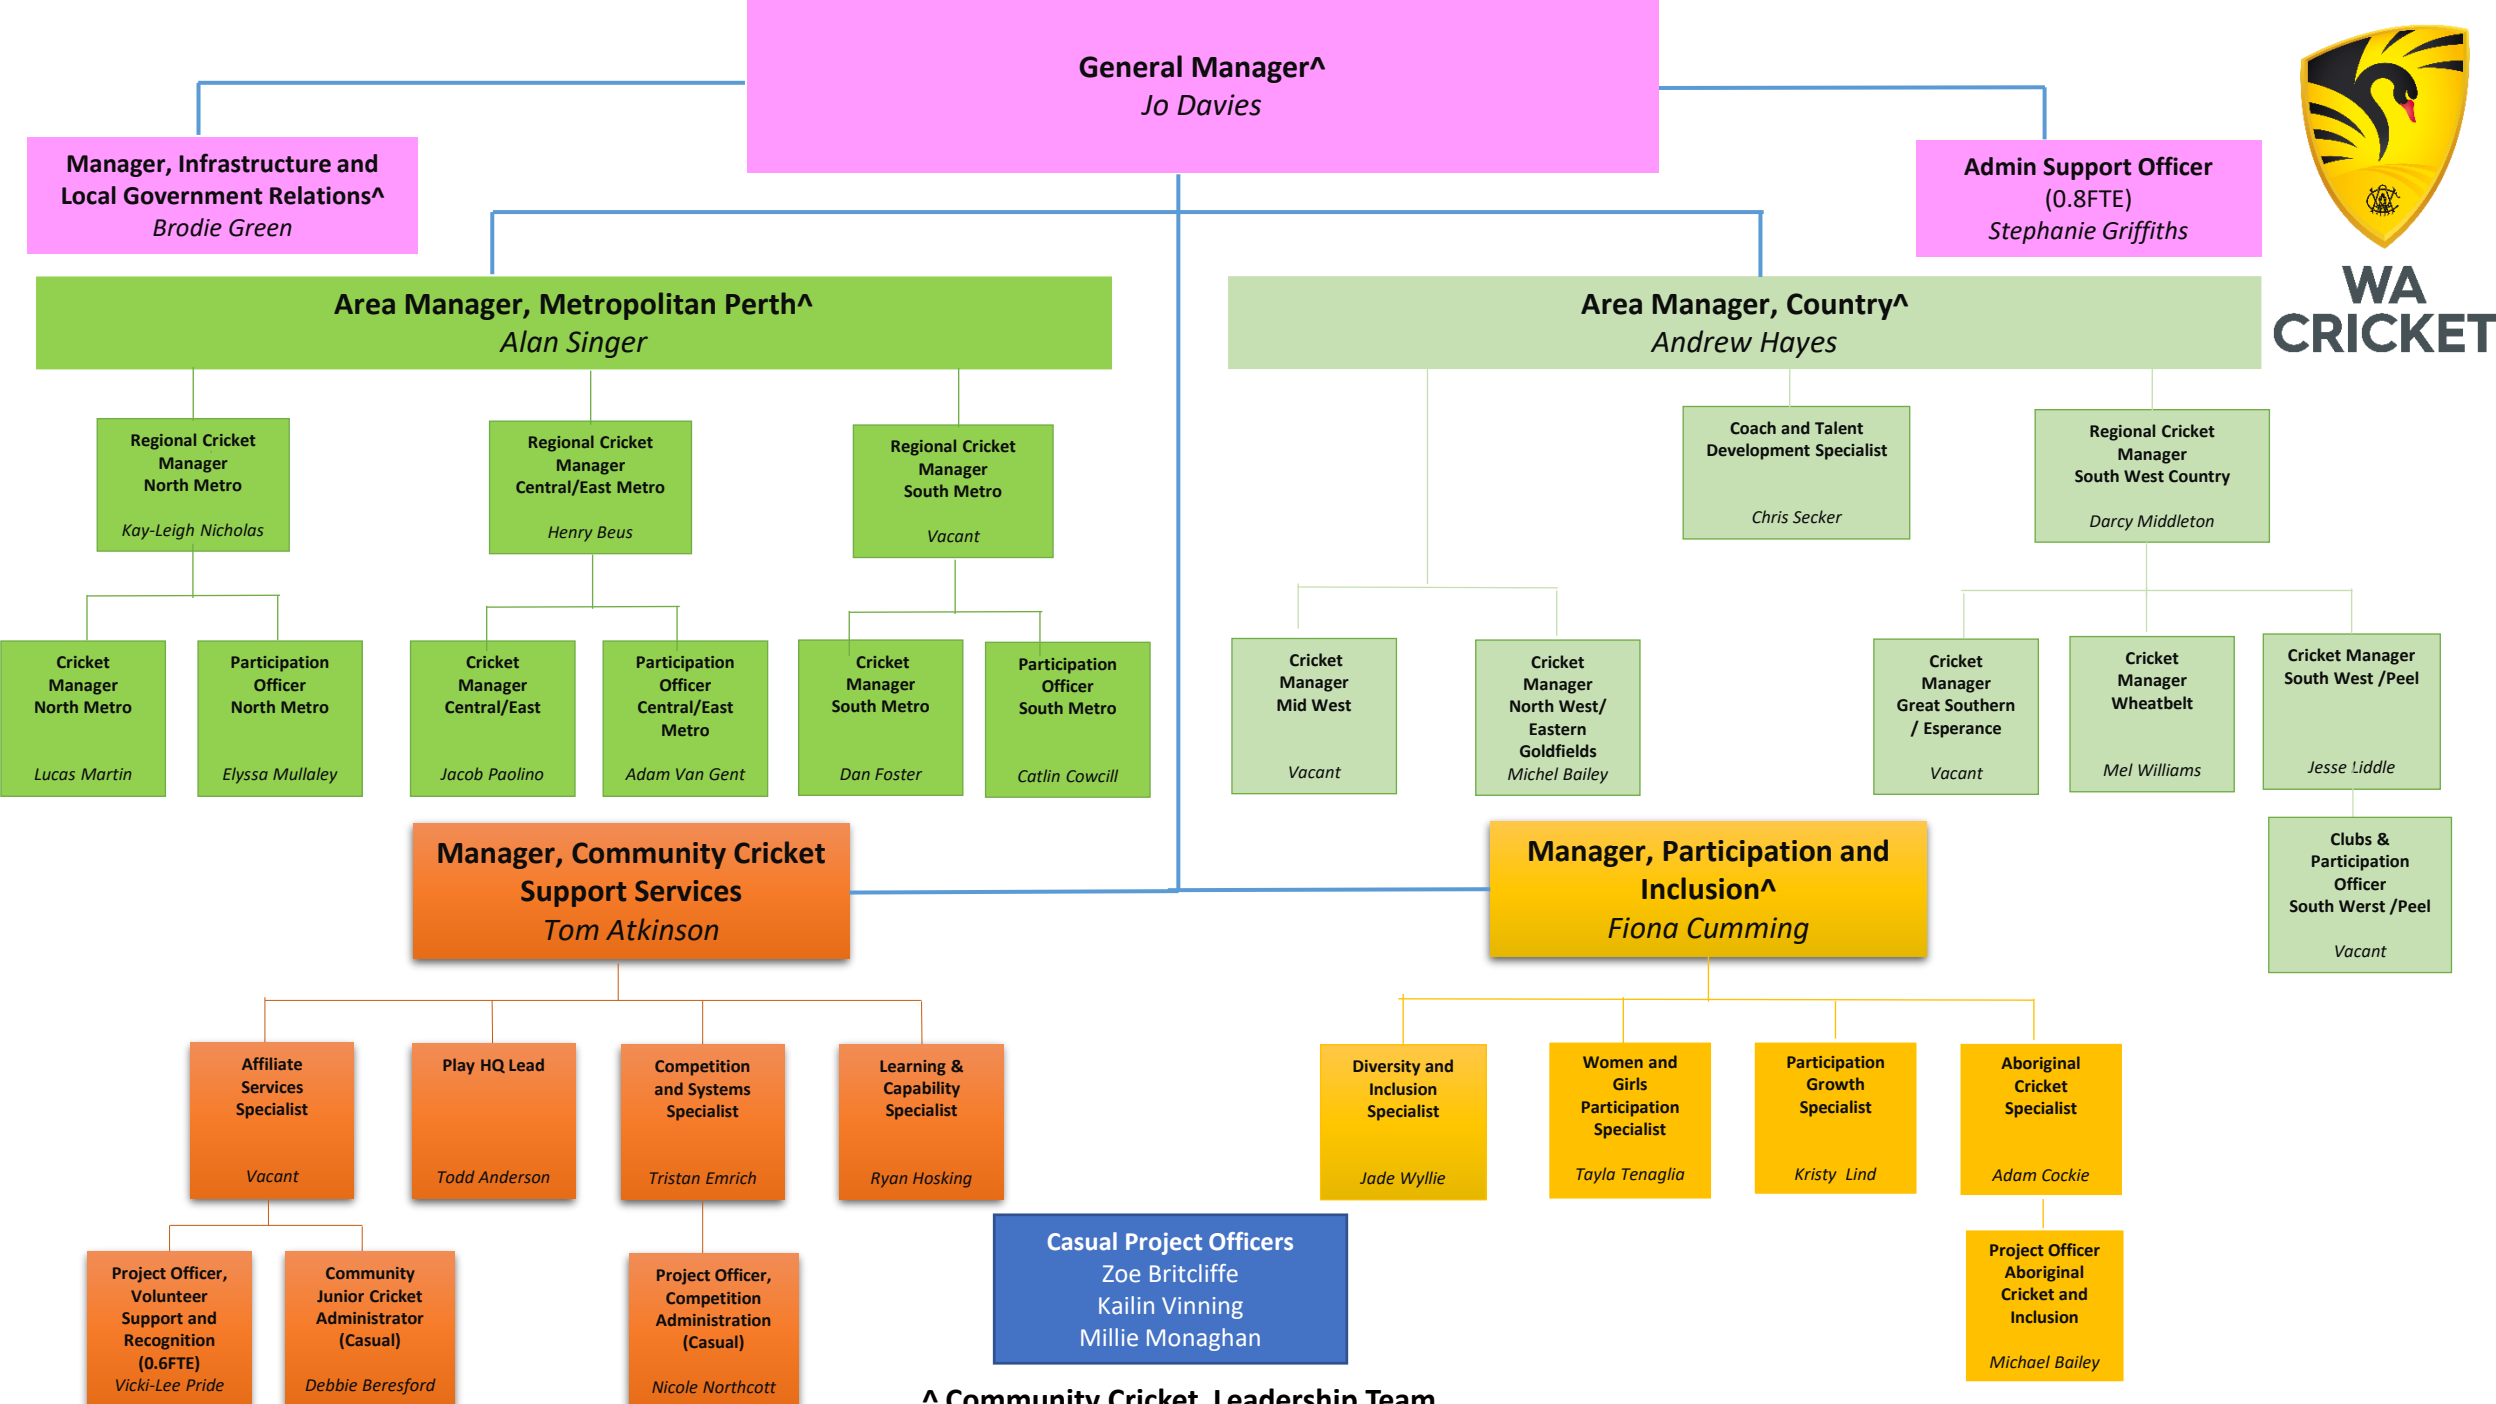 General Manager^
Jo Davies
Manager, Infrastructure and
Local Government Relations^
Brodie Green
Admin Support Officer
(0.8FTE)
Stephanie Griffiths
WA
CRICKET
Area Manager, Metropolitan Perth^
Alan Singer
Area Manager, Country^
Andrew Hayes
Regional Cricket
Manager
North Metro
Kay-Leigh Nicholas
Regional Cricket
Manager
Central/East Metro
Henry Beus
Regional Cricket
Manager
South Metro
Vacant
Coach and Talent
Development Specialist
Chris Secker
Regional Cricket
Manager
South West Country
Darcy Middleton
Cricket
Manager
North Metro
Lucas Martin
Participation
Officer
North Metro
Elyssa Mullaley
Cricket
Manager
Central/East
Jacob Paolino
Participation
Officer
Central/East
Metro
Adam Van Gent
Cricket
Manager
South Metro
Dan Foster
Participation
Officer
South Metro
Catlin Cowcill
Cricket
Manager
Mid West
Vacant
Cricket
Manager
North West/
Eastern
Goldfields
Michel Bailey
Cricket
Manager
Great Southern
/ Esperance
Vacant
Cricket
Manager
Wheatbelt
Mel Williams
Cricket Manager
South West /Peel
Jesse Liddle
Clubs &
Participation
Officer
South Werst /Peel
Vacant
Manager, Community Cricket
Support Services
Tom Atkinson
Manager, Participation and
Inclusion^
Fiona Cumming
Affiliate
Services
Specialist
Vacant
Play HQ Lead
Todd Anderson
Competition
and Systems
Specialist
Tristan Emrich
Learning &
Capability
Specialist
Ryan Hosking
Diversity and
Inclusion
Specialist
Jade Wyllie
Women and
Girls
Participation
Specialist
Tayla Tenaglia
Participation
Growth
Specialist
Kristy Lind
Aboriginal
Cricket
Specialist
Adam Cockie
Project Officer,
Volunteer
Support and
Recognition
(0.6FTE)
Vicki-Lee Pride
Community
Junior Cricket
Administrator
(Casual)
Debbie Beresford
Project Officer,
Competition
Administration
(Casual)
Nicole Northcott
Casual Project Officers
Zoe Britcliffe
Kailin Vinning
Millie Monaghan
Project Officer
Aboriginal
Cricket and
Inclusion
Michael Bailey
^ Community Cricket Leadership Team